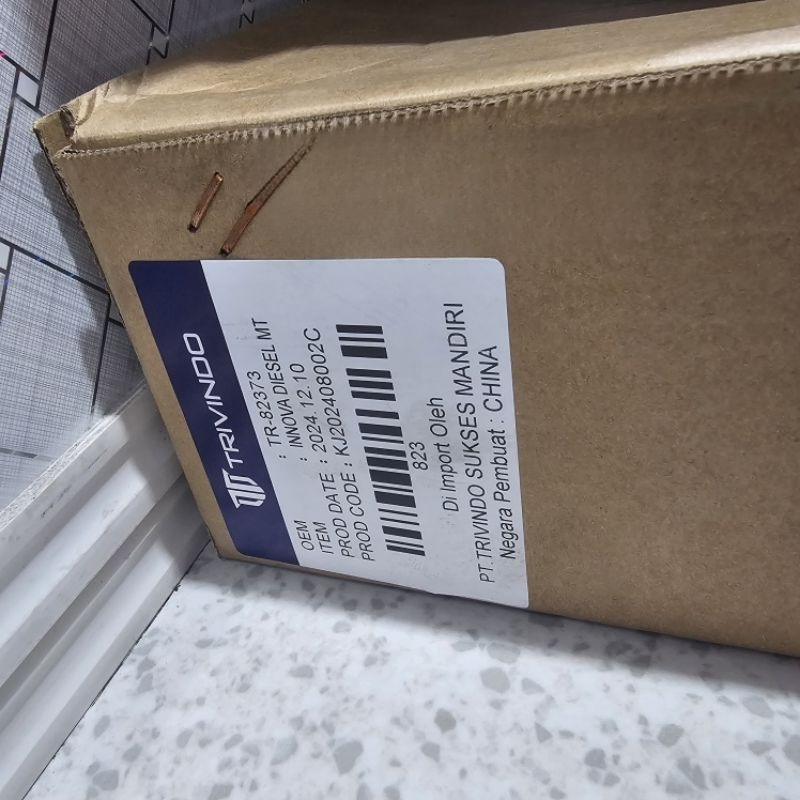 TRIVINDO
OEM : TR-82373
ITEM : INNOVA DIESEL MT
PROD DATE : 2024.12.10
PROD CODE : KJ202408002C
823
Di Import Oleh
PT.TRIVINDO SUKSES MANDIRI
Negara Pembuat : CHINA